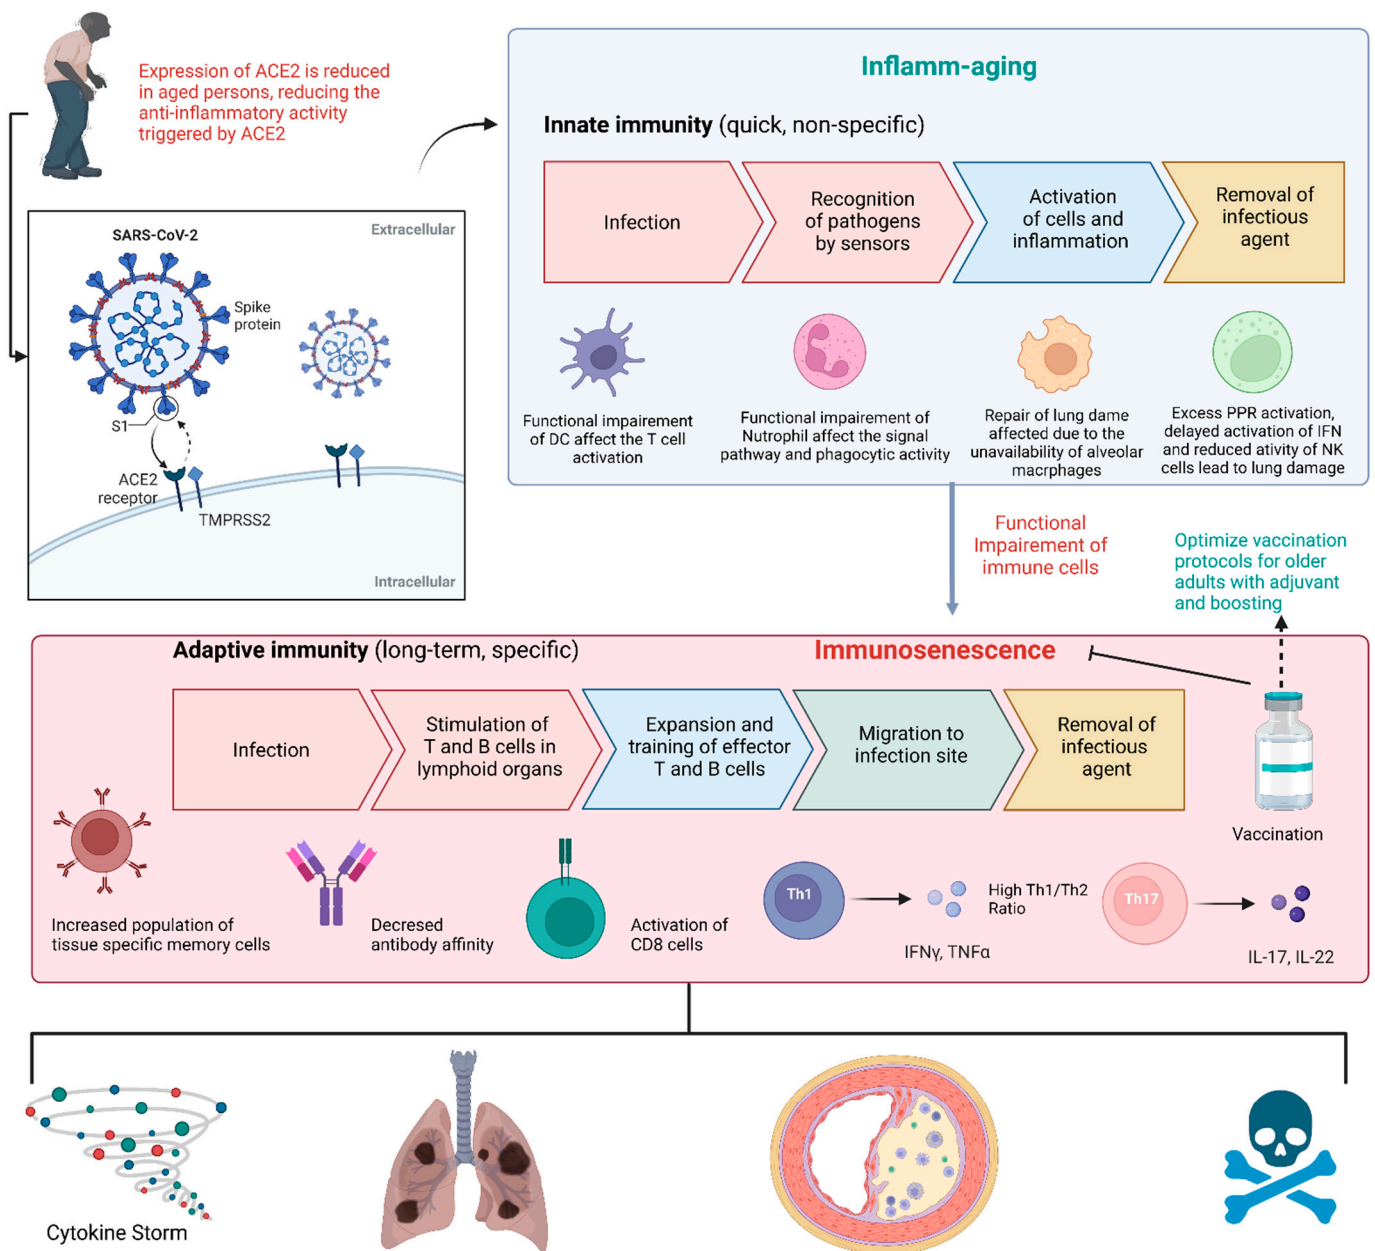 Expression of ACE2 is reduced
in aged persons, reducing the
anti-inflammatory activity
triggered by ACE2
SARS-CoV-2
Extracellular
Spike
protein
S1
ACE2
receptor
TMPRSS2
Intracellular
Inflamm-aging
Innate immunity (quick, non-specific)
Infection
Recognition
of pathogens
by sensors
Activation
of cells and
inflammation
Removal of
infectious
agent
Functional impairement
of DC affect the T cell
activation
Functional impairement of
Nutrophil affect the signal
pathway and phagocytic activity
Repair of lung dame
affected due to the
unavailability of alveolar
macrphages
Excess PPR activation,
delayed activation of IFN
and reduced ativity of NK
cells lead to lung damage
Functional
Impairement of
immune cells
Optimize vaccination
protocols for older
adults with adjuvant
and boosting
Adaptive immunity (long-term, specific)
Immunosenescence
Infection
Stimulation of
T and B cells in
lymphoid organs
Expansion and
training of effector
T and B cells
Migration to
infection site
Removal of
infectious
agent
Vaccination
Increased population of
tissue specific memory cells
Decresed
antibody affinity
Activation of
CD8 cells
Th1
IFNγ, TNFα
High Th1/Th2
Ratio
Th17
IL-17, IL-22
Cytokine Storm